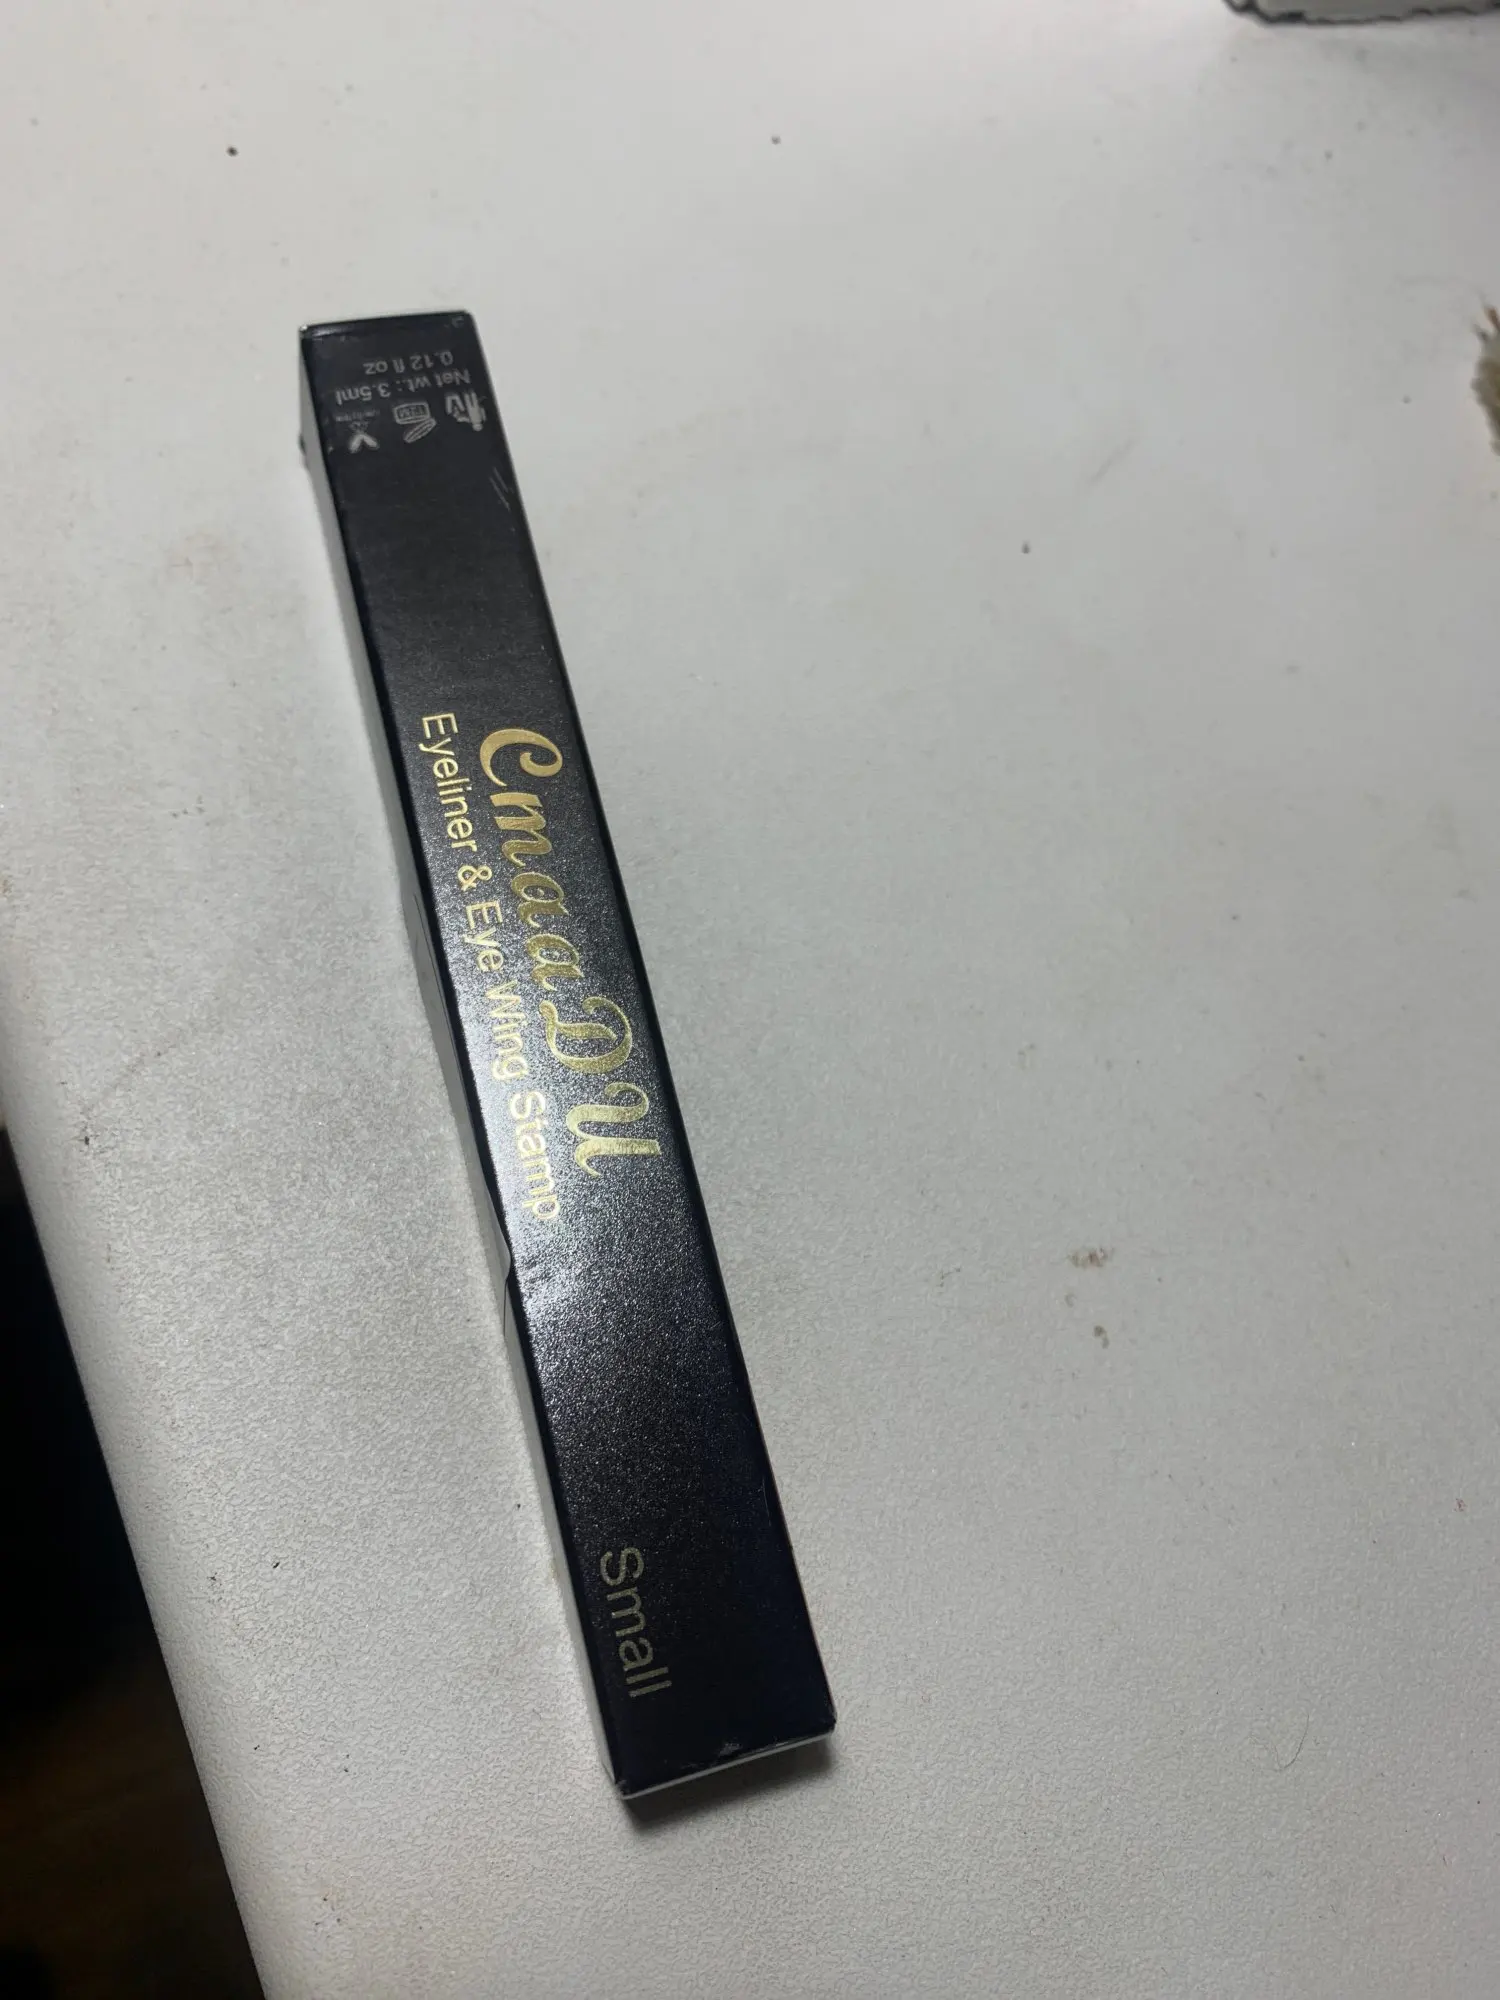 CmaaDU
Eyeliner & Eye Wing Stamp
Small
Net wt.: 3.5ml
0.12 fl oz